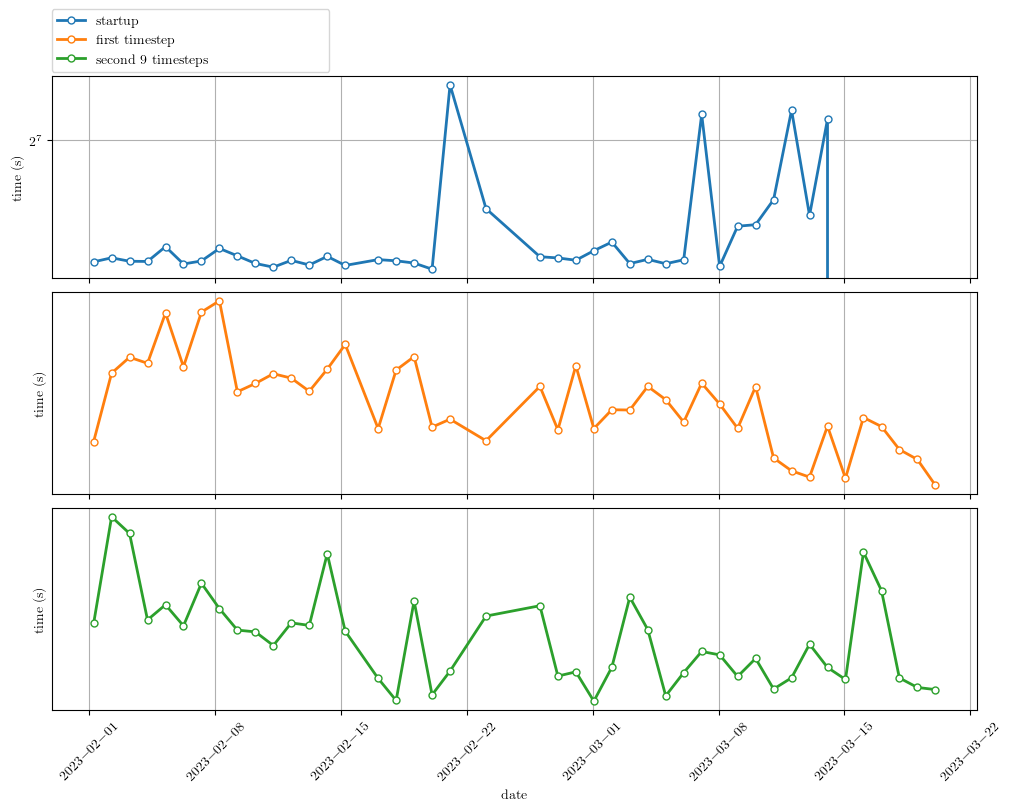 startup
first timestep
second 9 timesteps
2^7
time (s)
time (s)
time (s)
2023−02−01
2023−02−08
2023−02−15
2023−02−22
2023−03−01
2023−03−08
2023−03−15
2023−03−22
date